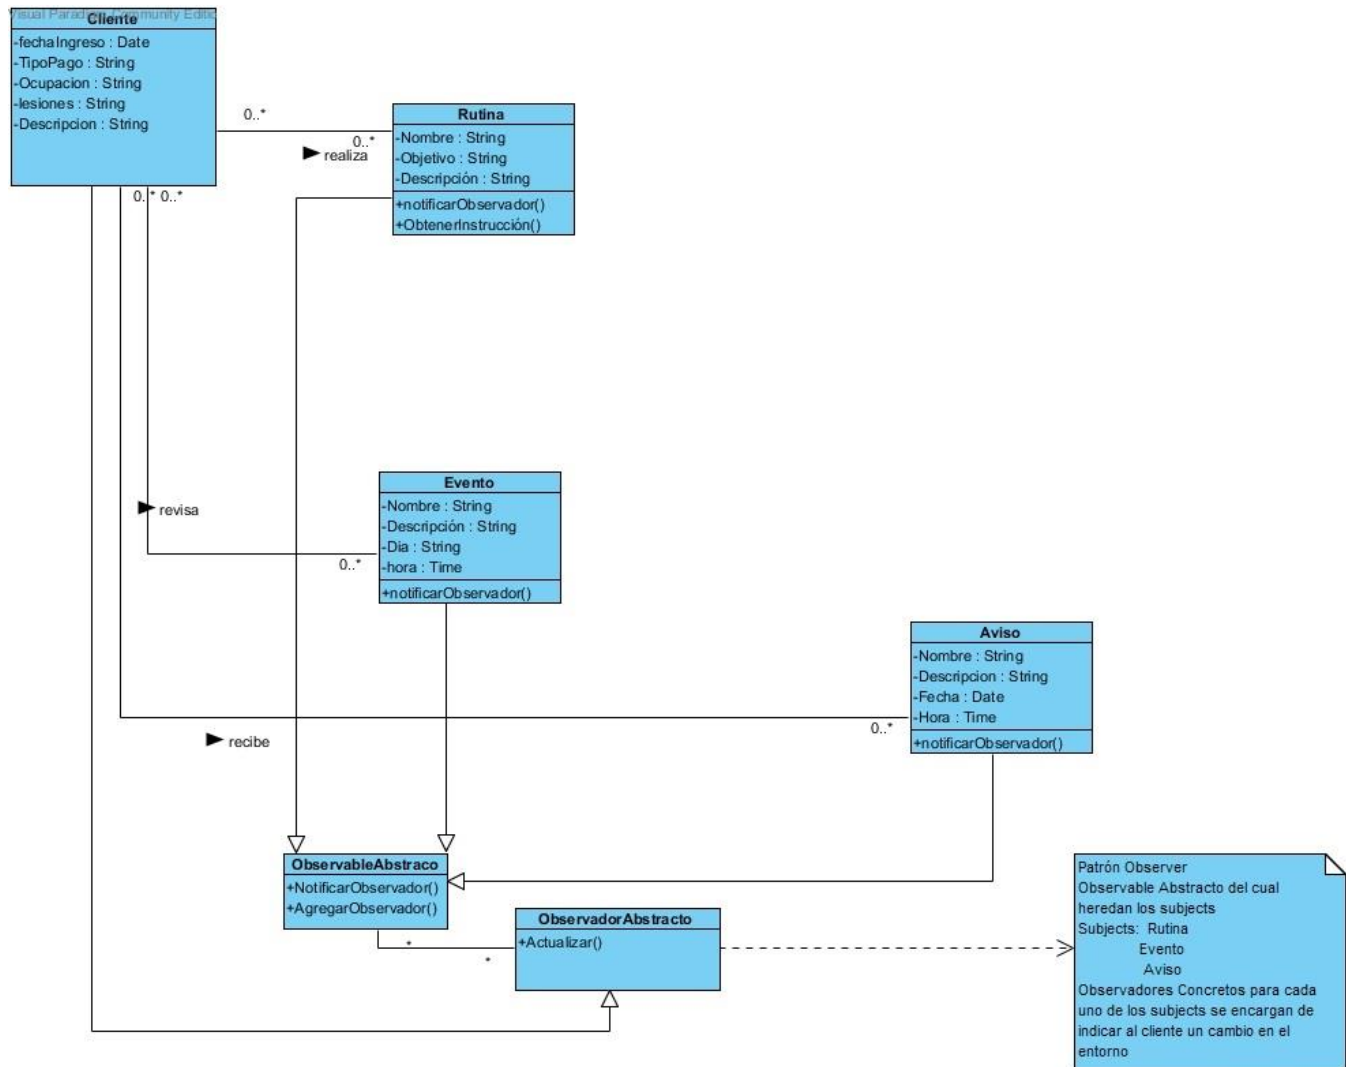 Visual Paradigm Community Edition
Cliente
-fechaIngreso : Date
-TipoPago : String
-Ocupacion : String
-lesiones : String
-Descripcion : String
0..*
0..*
realiza
Rutina
-Nombre : String
-Objetivo : String
-Descripción : String
+notificarObservador()
+ObtenerInstrucción()
0..* 0..*
revisa
0..*
Evento
-Nombre : String
-Descripción : String
-Dia : String
-hora : Time
+notificarObservador()
Aviso
-Nombre : String
-Descripcion : String
-Fecha : Date
-Hora : Time
+notificarObservador()
0..*
recibe
ObservableAbstraco
+NotificarObservador()
+AgregarObservador()
*
*
ObservadorAbstracto
+Actualizar()
Patrón Observer
Observable Abstracto del cual
heredan los subjects
Subjects: Rutina
Evento
Aviso
Observadores Concretos para cada
uno de los subjects se encargan de
indicar al cliente un cambio en el
entorno